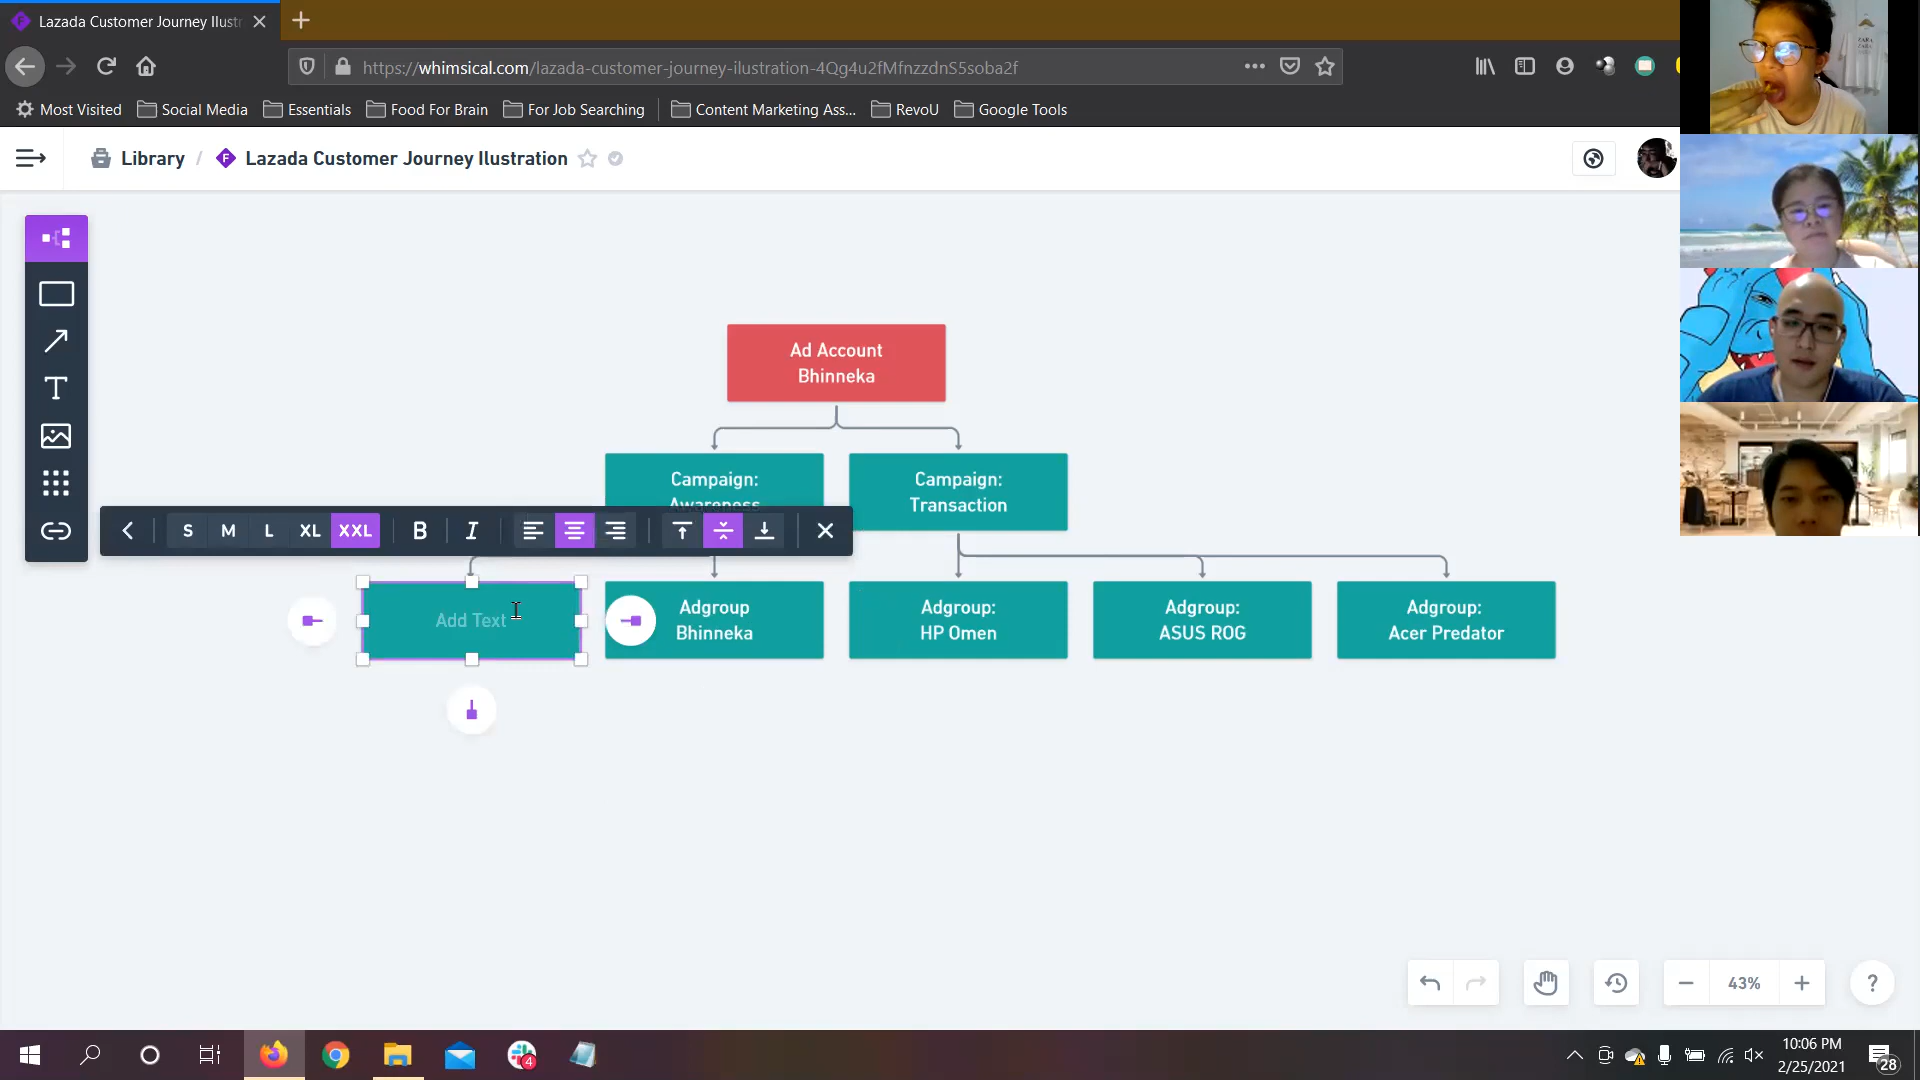 Lazada Customer Journey Ilustr
https://whimsical.com/lazada-customer-journey-ilustration-4Qg4u2fMfnzzdnS5soba2f
Most Visited
Social Media
Essentials
Food For Brain
For Job Searching
Content Marketing Ass...
RevoU
Google Tools
Library / Lazada Customer Journey Ilustration
Ad Account
Bhinneka
Campaign:
Awareness
Campaign:
Transaction
S M L XL XXL B I
Add Text
Adgroup
Bhinneka
Adgroup:
HP Omen
Adgroup:
ASUS ROG
Adgroup:
Acer Predator
43%
?
4
10:06 PM
2/25/2021
28